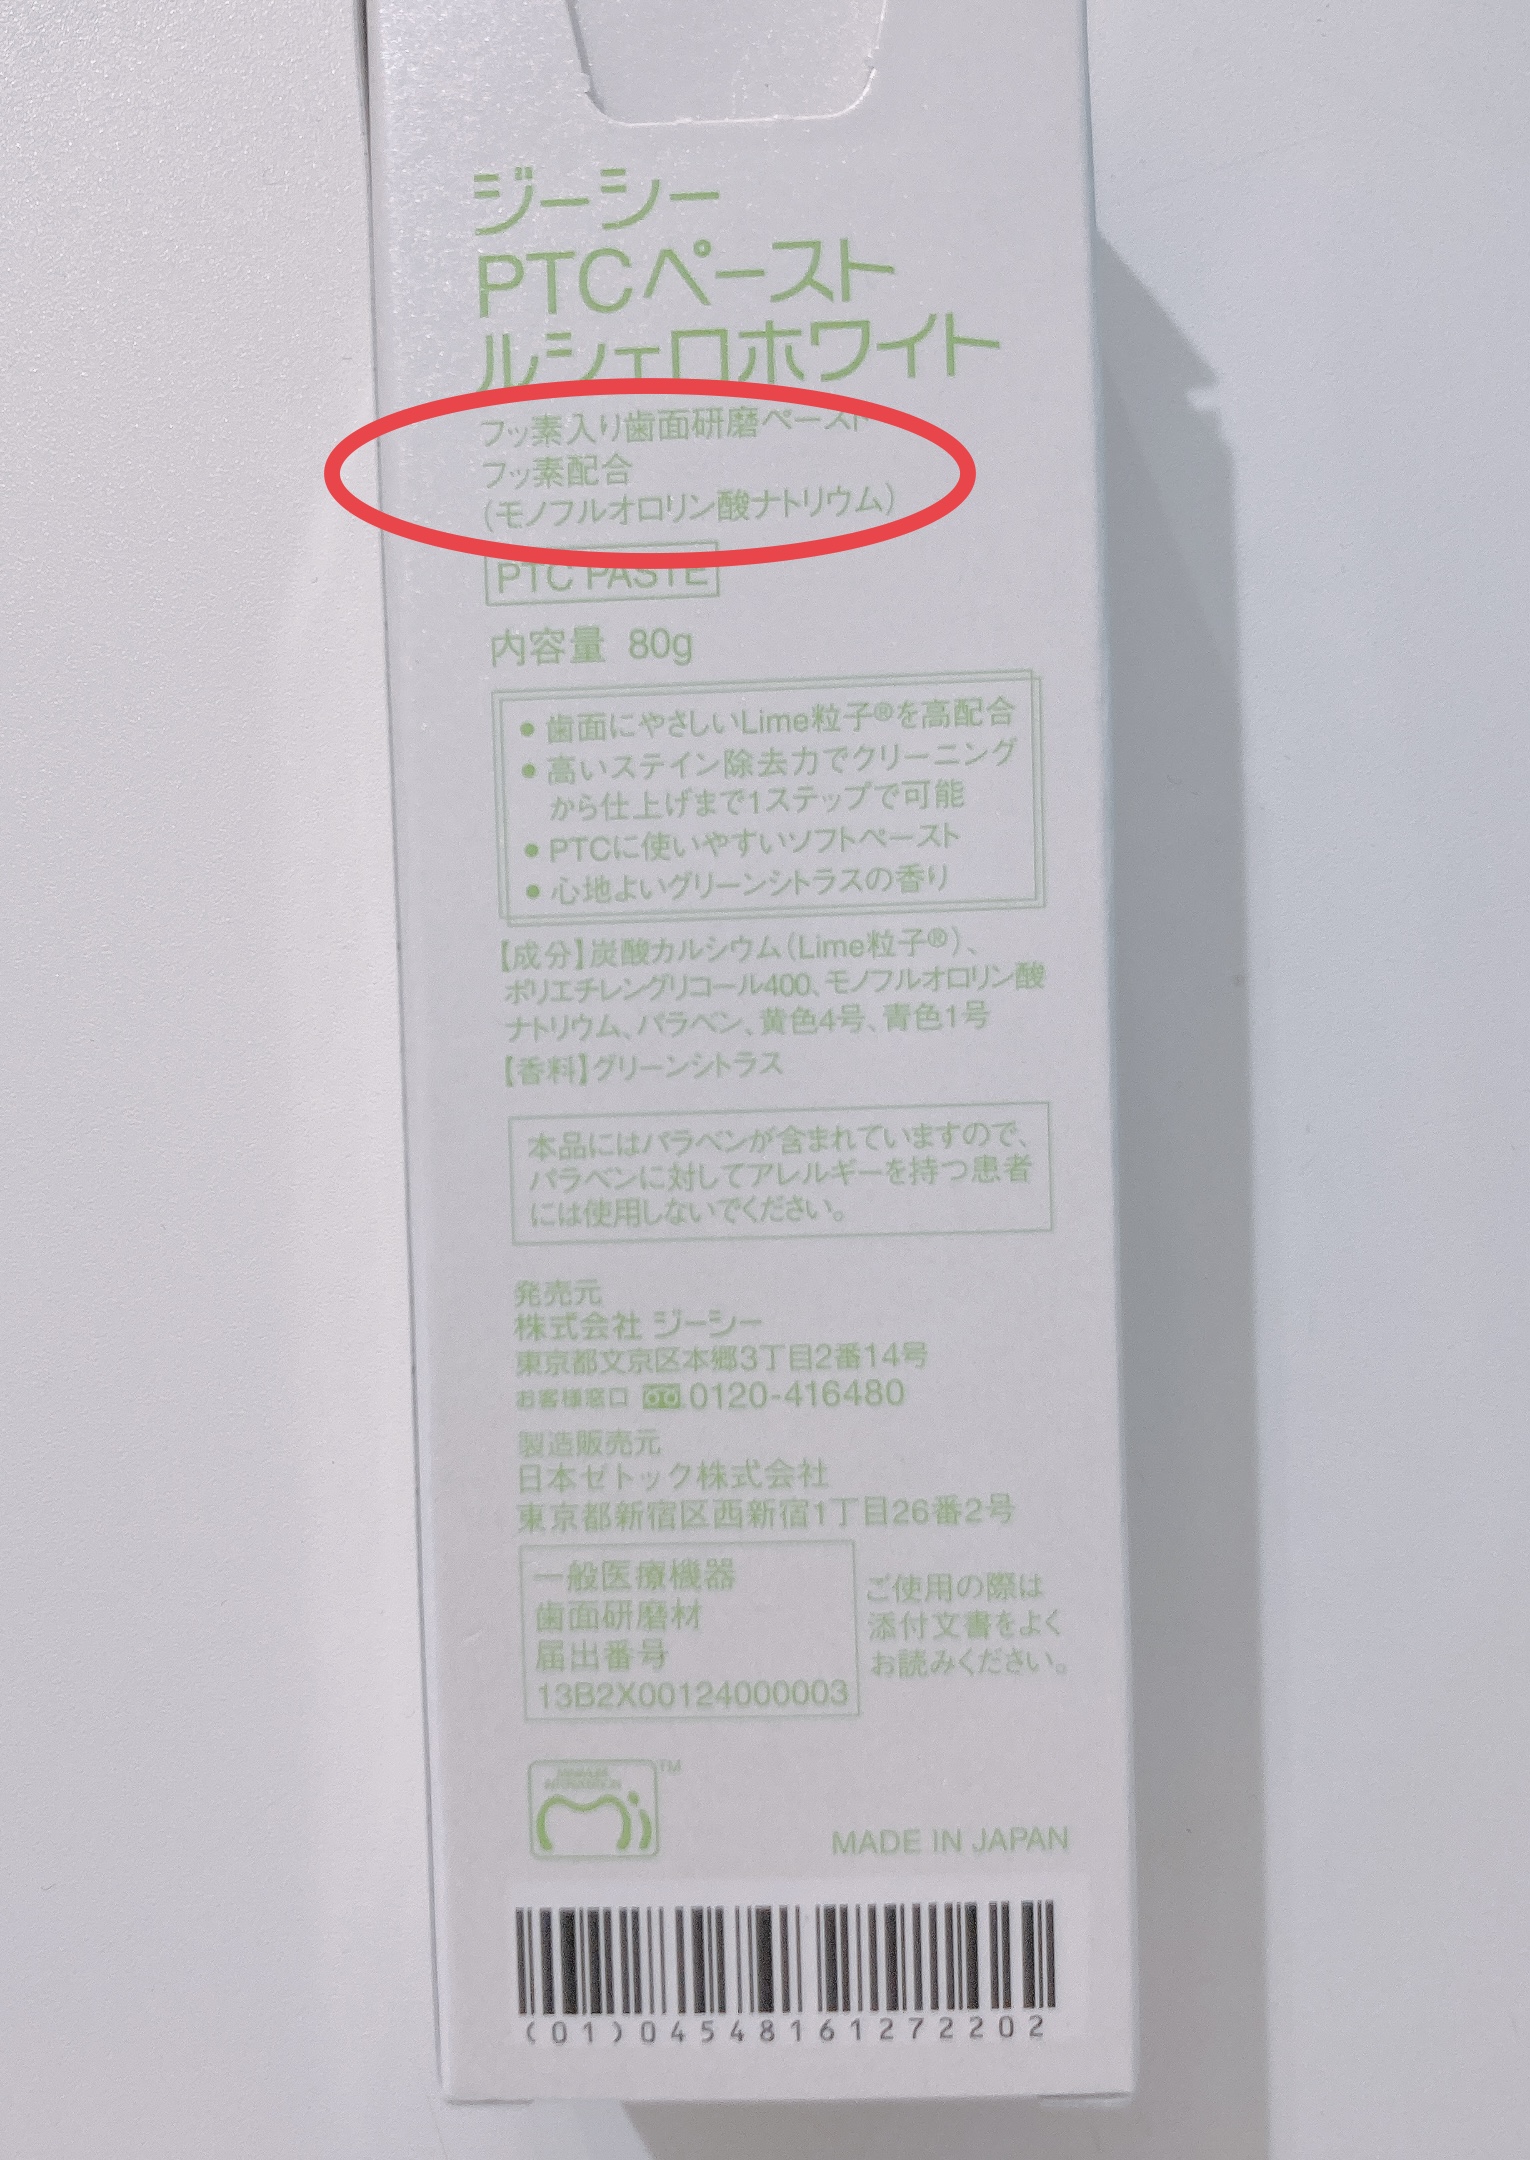 ジーシー
PTCペースト
ルシェロホワイト
フッ素入り歯面研磨ペースト
フッ素配合
(モノフルオロリン酸ナトリウム)
PTC PASTE
内容量 80g
● 歯面にやさしいLime粒子®を高配合
● 高いステイン除去力でクリーニング
から仕上げまで1ステップで可能
● PTCに使いやすいソフトペースト
● 心地よいグリーンシトラスの香り
【成分】炭酸カルシウム(Lime粒子®)、
ポリエチレングリコール400、モノフルオロリン酸
ナトリウム、パラベン、黄色4号、青色1号
【香料】グリーンシトラス
本品にはパラベンが含まれていますので、
パラベンに対してアレルギーを持つ患者
には使用しないでください。
発売元
株式会社 ジーシー
東京都文京区本郷3丁目2番14号
お客様窓口 0120-416480
製造販売元
日本ゼトック株式会社
東京都新宿区西新宿1丁目26番2号
一般医療機器
歯面研磨材
届出番号
13B2X00124000003
ご使用の際は
添付文書をよく
お読みください。
TM
MADE IN JAPAN
(01)04548161272202